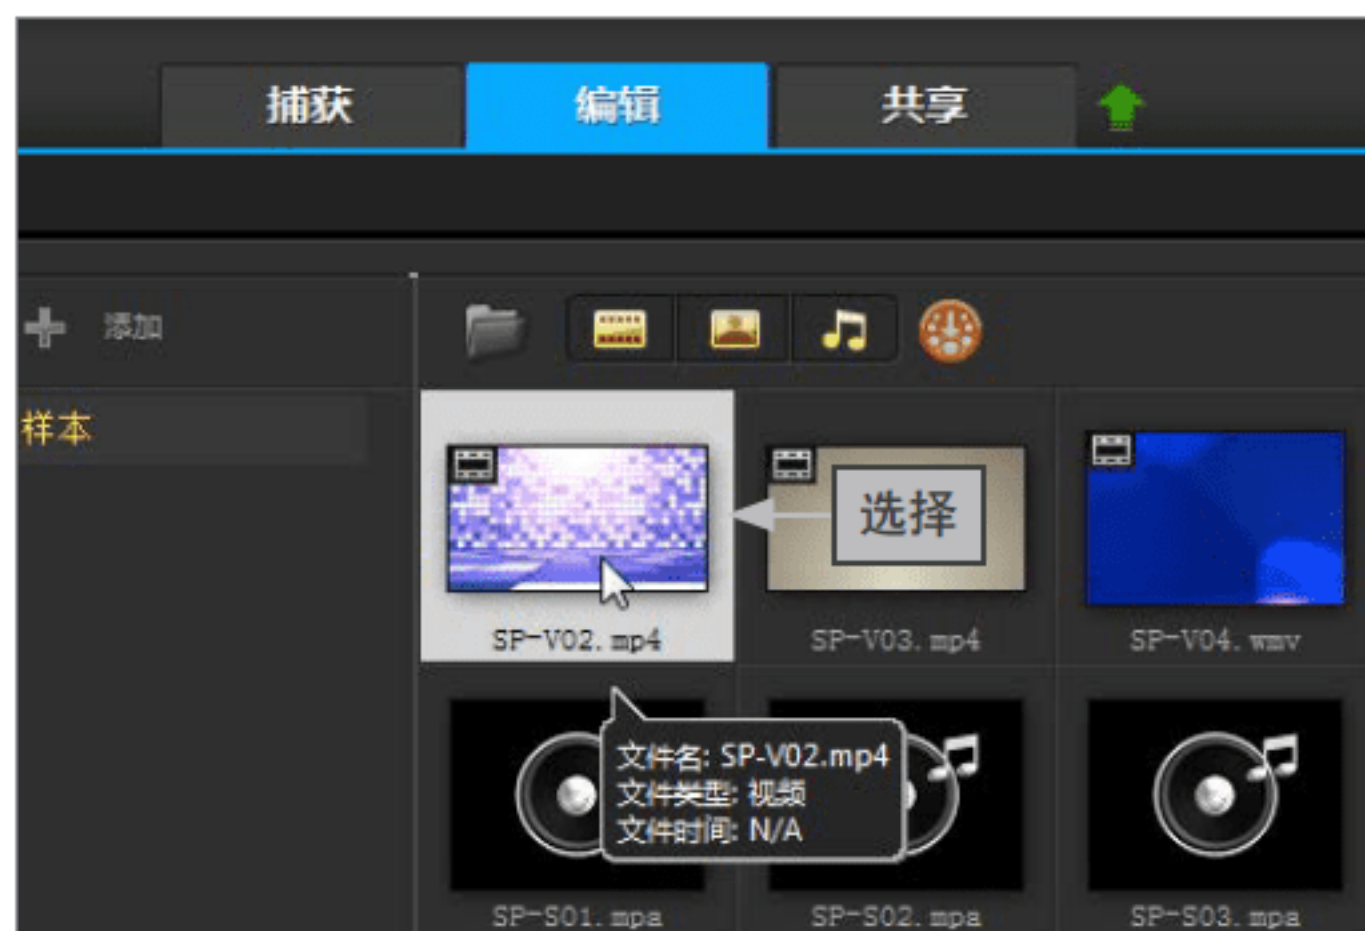 捕获 编辑 共享
添加
样本
选择
SP-V02.mp4 SP-V03.mp4 SP-V04.wmv
文件名: SP-V02.mp4
文件类型: 视频
文件时间: N/A
SP-S01.mpa SP-S02.mpa SP-S03.mpa